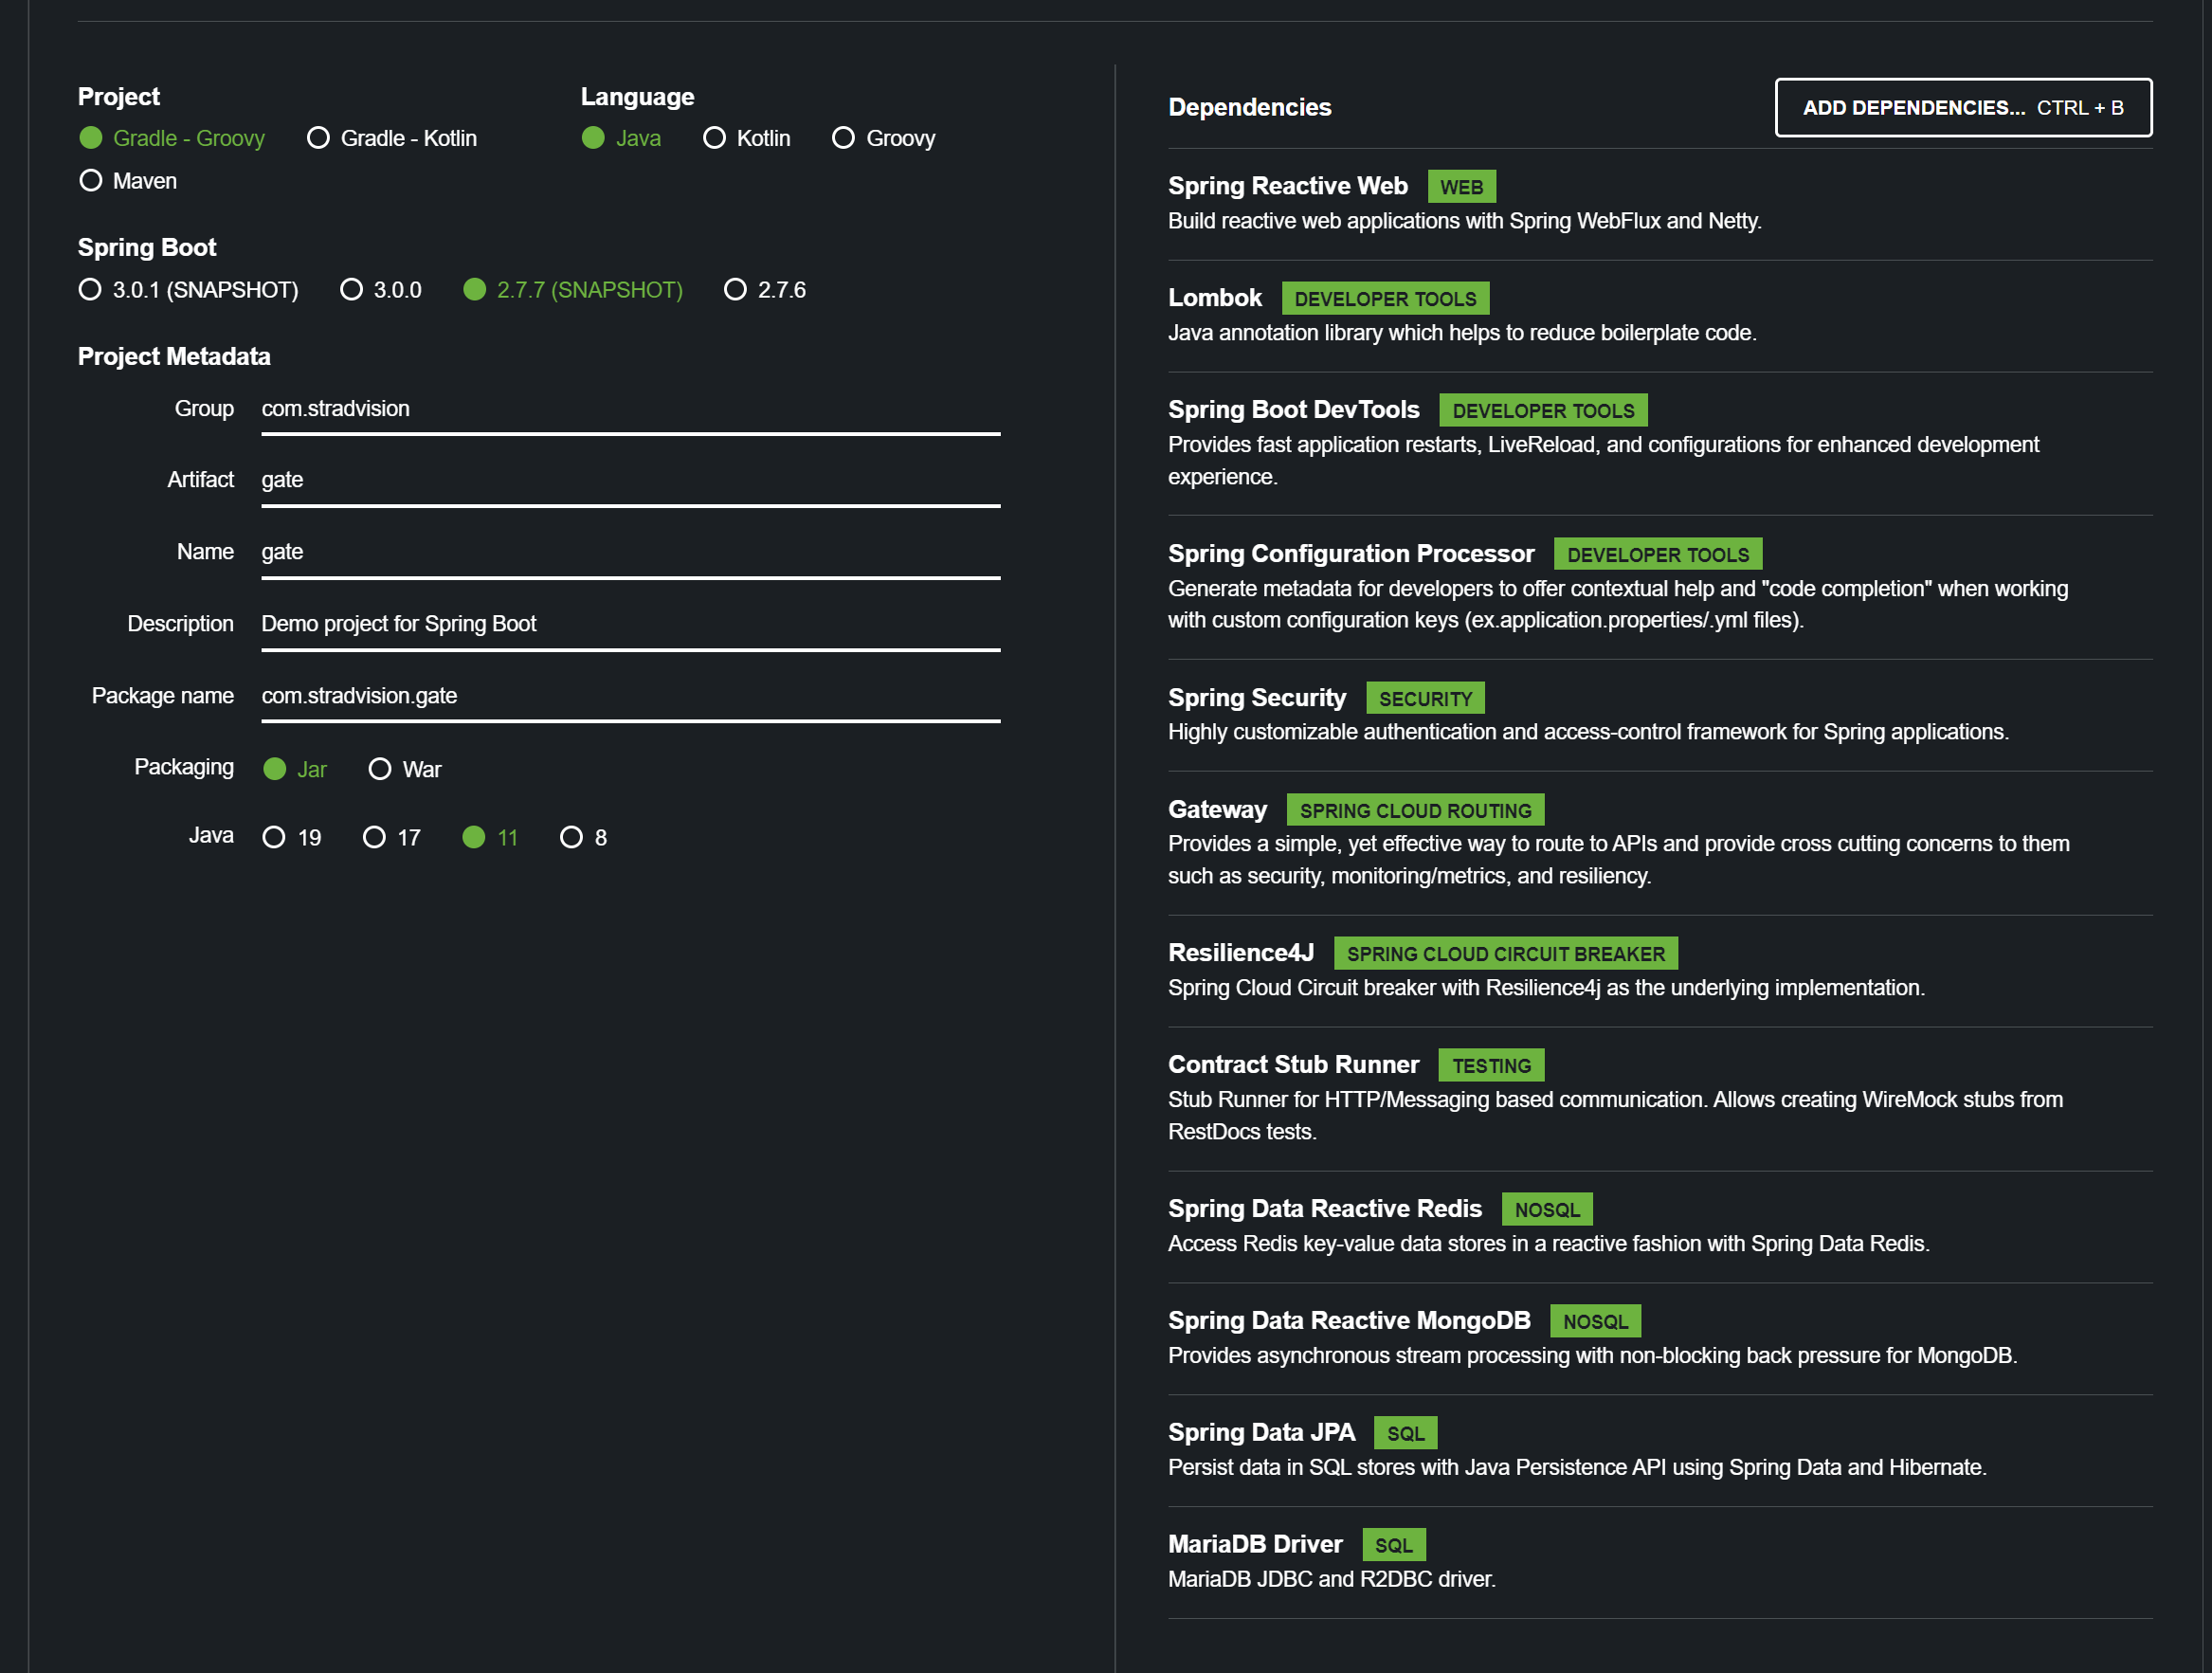 Project
Gradle - Groovy Gradle - Kotlin
Maven
Language
Java Kotlin Groovy
Spring Boot
3.0.1 (SNAPSHOT) 3.0.0 2.7.7 (SNAPSHOT) 2.7.6
Project Metadata
Group com.stradvision
Artifact gate
Name gate
Description Demo project for Spring Boot
Package name com.stradvision.gate
Packaging Jar War
Java 19 17 11 8
Dependencies
ADD DEPENDENCIES... CTRL + B
Spring Reactive Web WEB
Build reactive web applications with Spring WebFlux and Netty.
Lombok DEVELOPER TOOLS
Java annotation library which helps to reduce boilerplate code.
Spring Boot DevTools DEVELOPER TOOLS
Provides fast application restarts, LiveReload, and configurations for enhanced development
experience.
Spring Configuration Processor DEVELOPER TOOLS
Generate metadata for developers to offer contextual help and "code completion" when working
with custom configuration keys (ex.application.properties/.yml files).
Spring Security SECURITY
Highly customizable authentication and access-control framework for Spring applications.
Gateway SPRING CLOUD ROUTING
Provides a simple, yet effective way to route to APIs and provide cross cutting concerns to them
such as security, monitoring/metrics, and resiliency.
Resilience4J SPRING CLOUD CIRCUIT BREAKER
Spring Cloud Circuit breaker with Resilience4j as the underlying implementation.
Contract Stub Runner TESTING
Stub Runner for HTTP/Messaging based communication. Allows creating WireMock stubs from
RestDocs tests.
Spring Data Reactive Redis NOSQL
Access Redis key-value data stores in a reactive fashion with Spring Data Redis.
Spring Data Reactive MongoDB NOSQL
Provides asynchronous stream processing with non-blocking back pressure for MongoDB.
Spring Data JPA SQL
Persist data in SQL stores with Java Persistence API using Spring Data and Hibernate.
MariaDB Driver SQL
MariaDB JDBC and R2DBC driver.